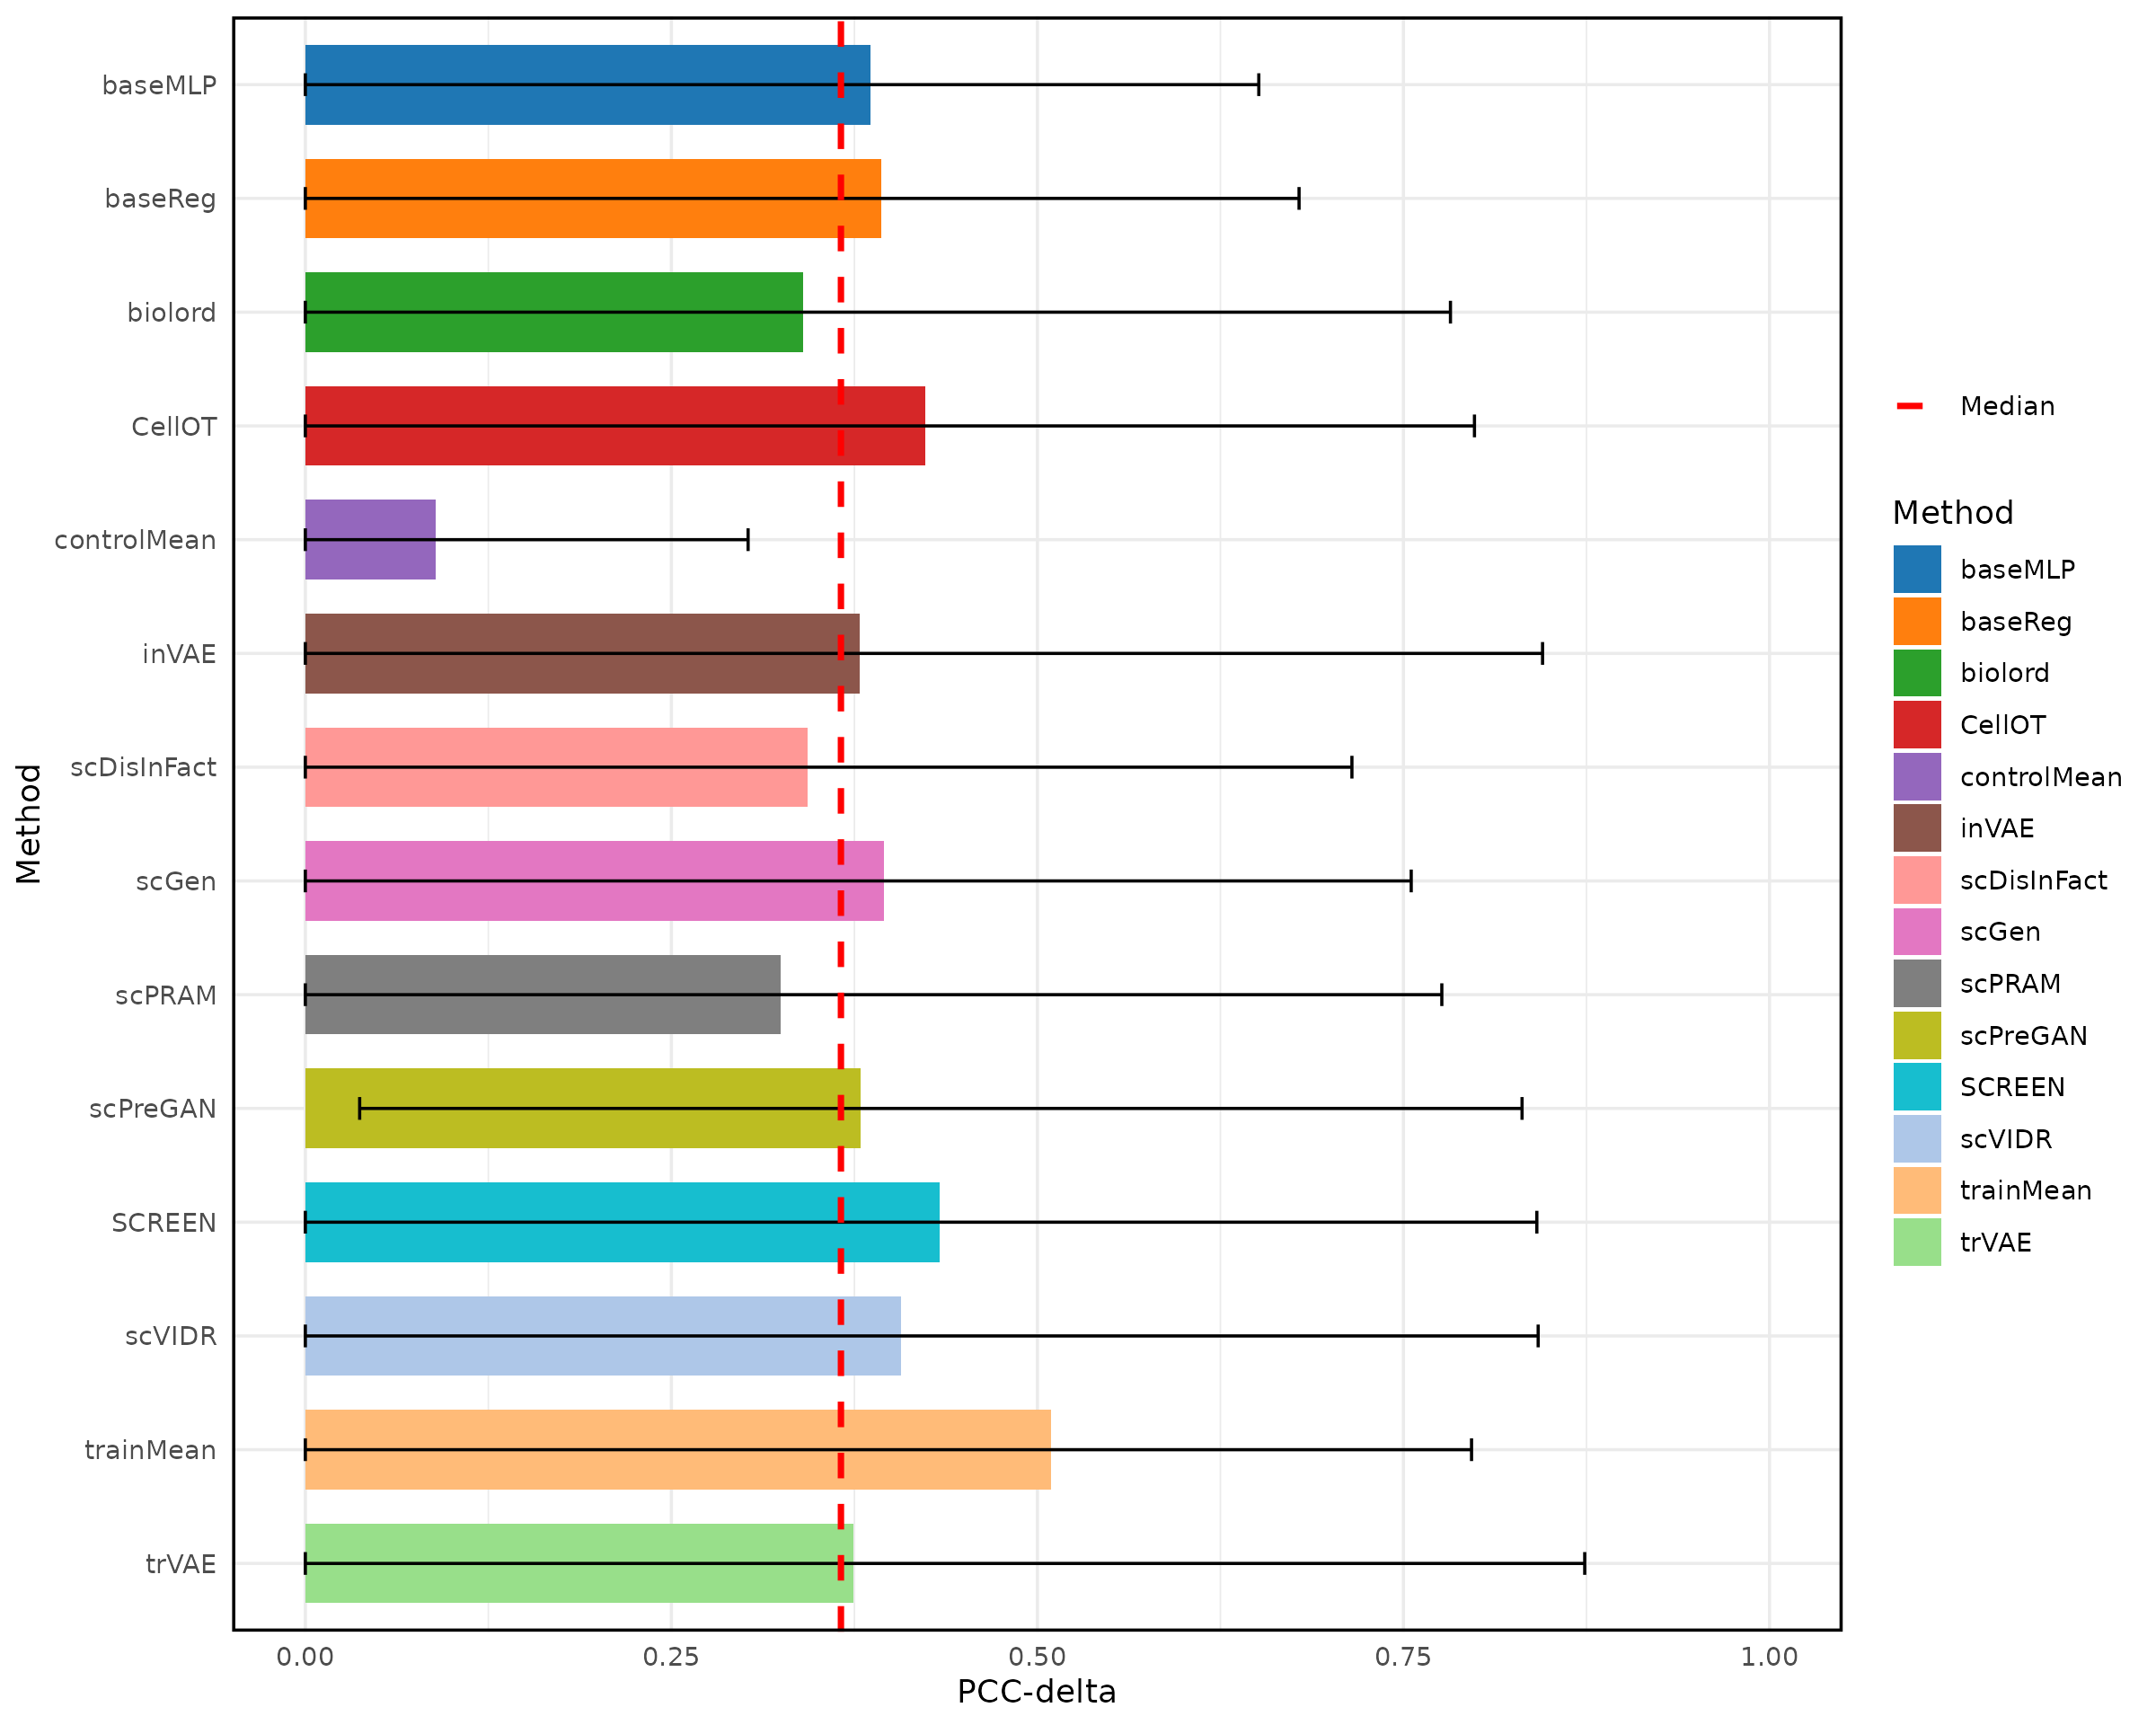 baseMLP
baseReg
biolord
CellOT
controlMean
inVAE
scDisInFact
scGen
scPRAM
scPreGAN
SCREEN
scVIDR
trainMean
trVAE
Method
0.00 0.25 0.50 0.75 1.00
PCC-delta
Median
Method
baseMLP
baseReg
biolord
CellOT
controlMean
inVAE
scDisInFact
scGen
scPRAM
scPreGAN
SCREEN
scVIDR
trainMean
trVAE